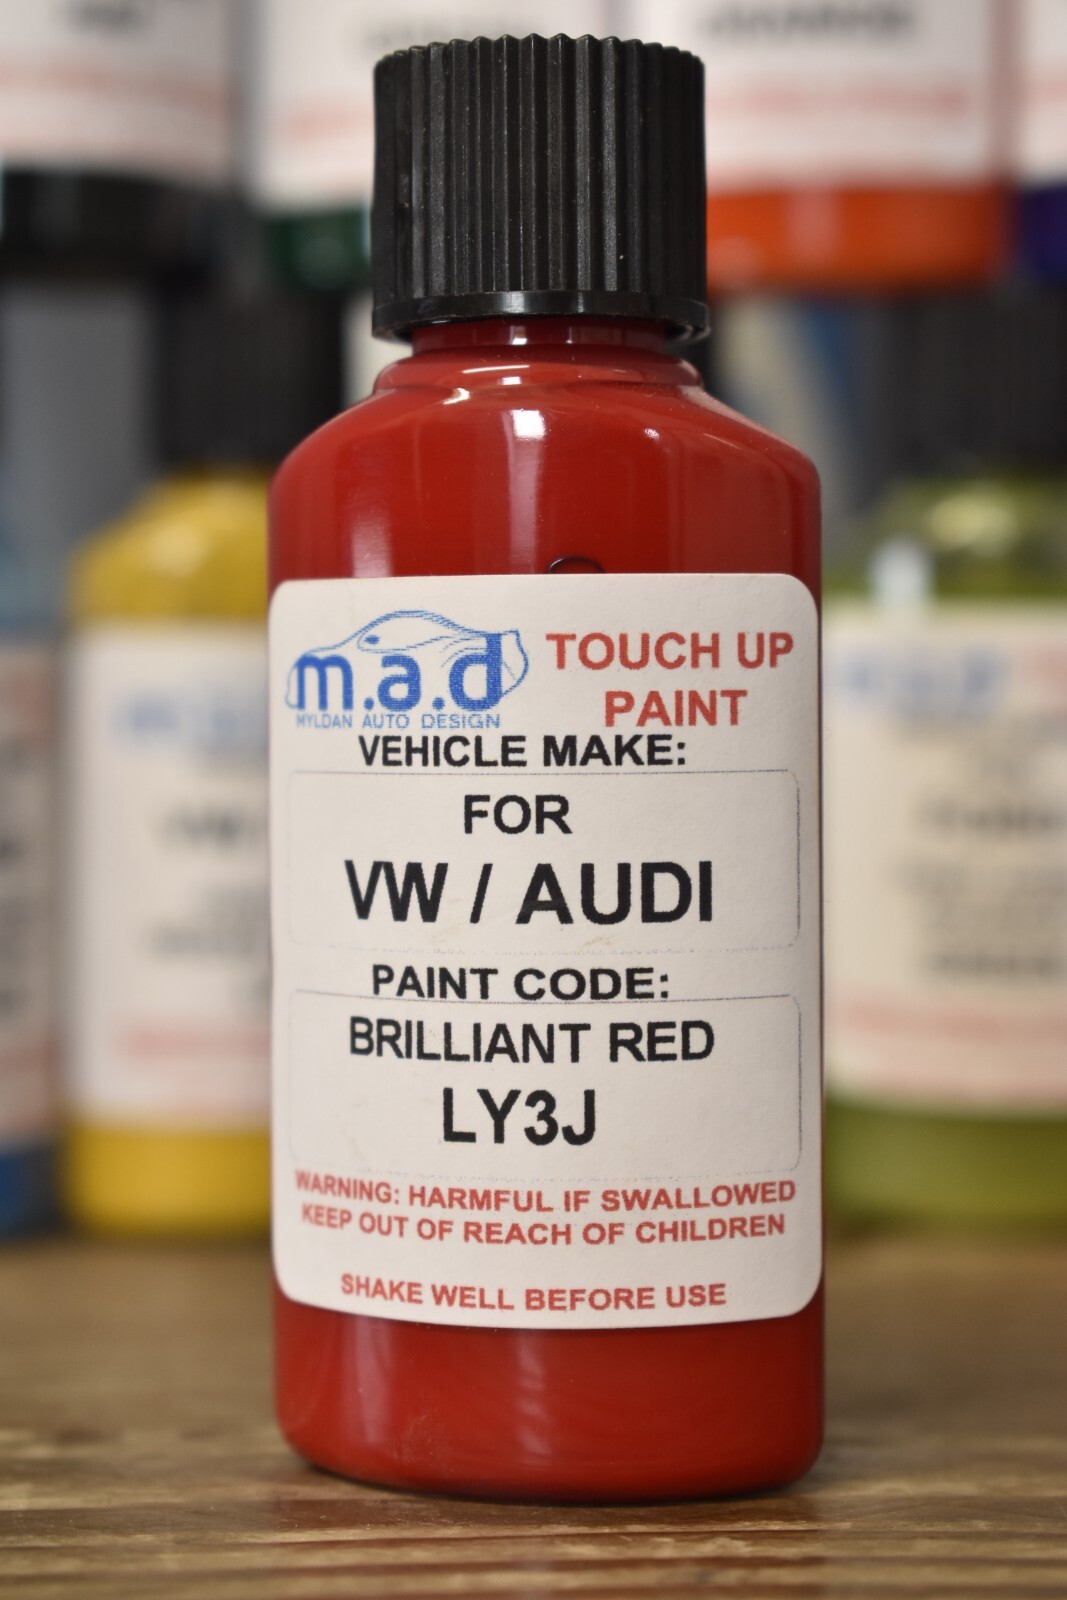 m.a.d
MYLDAN AUTO DESIGN
TOUCH UP
PAINT
VEHICLE MAKE:
FOR
VW / AUDI
PAINT CODE:
BRILLIANT RED
LY3J
WARNING: HARMFUL IF SWALLOWED
KEEP OUT OF REACH OF CHILDREN
SHAKE WELL BEFORE USE